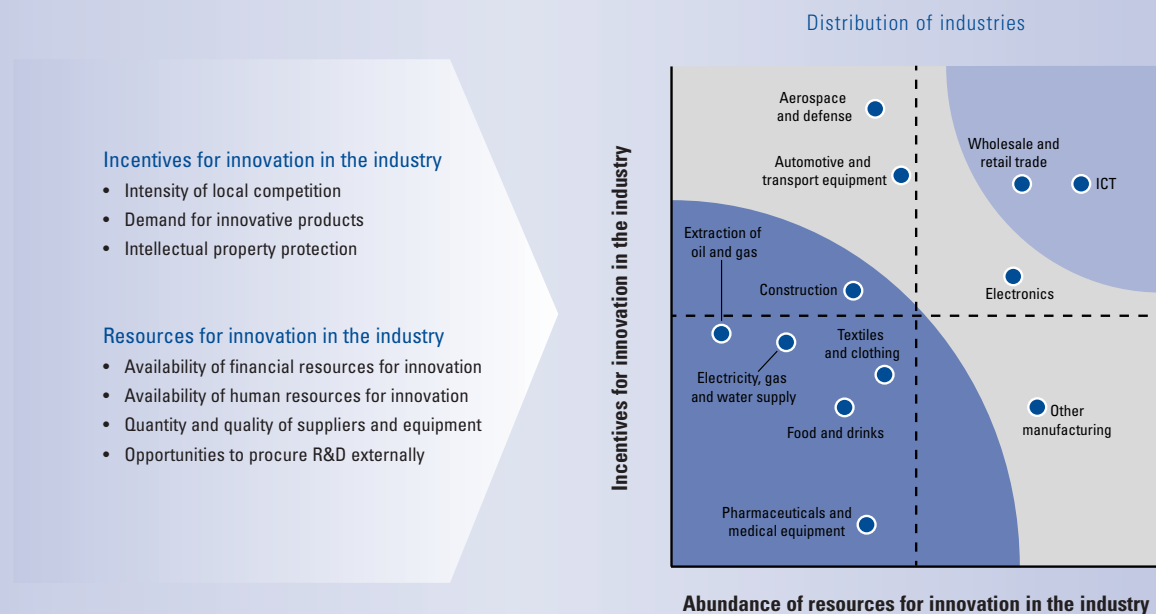 Distribution of industries
Incentives for innovation in the industry
• Intensity of local competition
• Demand for innovative products
• Intellectual property protection
Resources for innovation in the industry
• Availability of financial resources for innovation
• Availability of human resources for innovation
• Quantity and quality of suppliers and equipment
• Opportunities to procure R&D externally
Incentives for innovation in the industry
Aerospace
and defense
Automotive and
transport equipment
Wholesale and
retail trade
ICT
Extraction of
oil and gas
Construction
Electronics
Textiles
and clothing
Electricity, gas
and water supply
Food and drinks
Other
manufacturing
Pharmaceuticals and
medical equipment
Abundance of resources for innovation in the industry